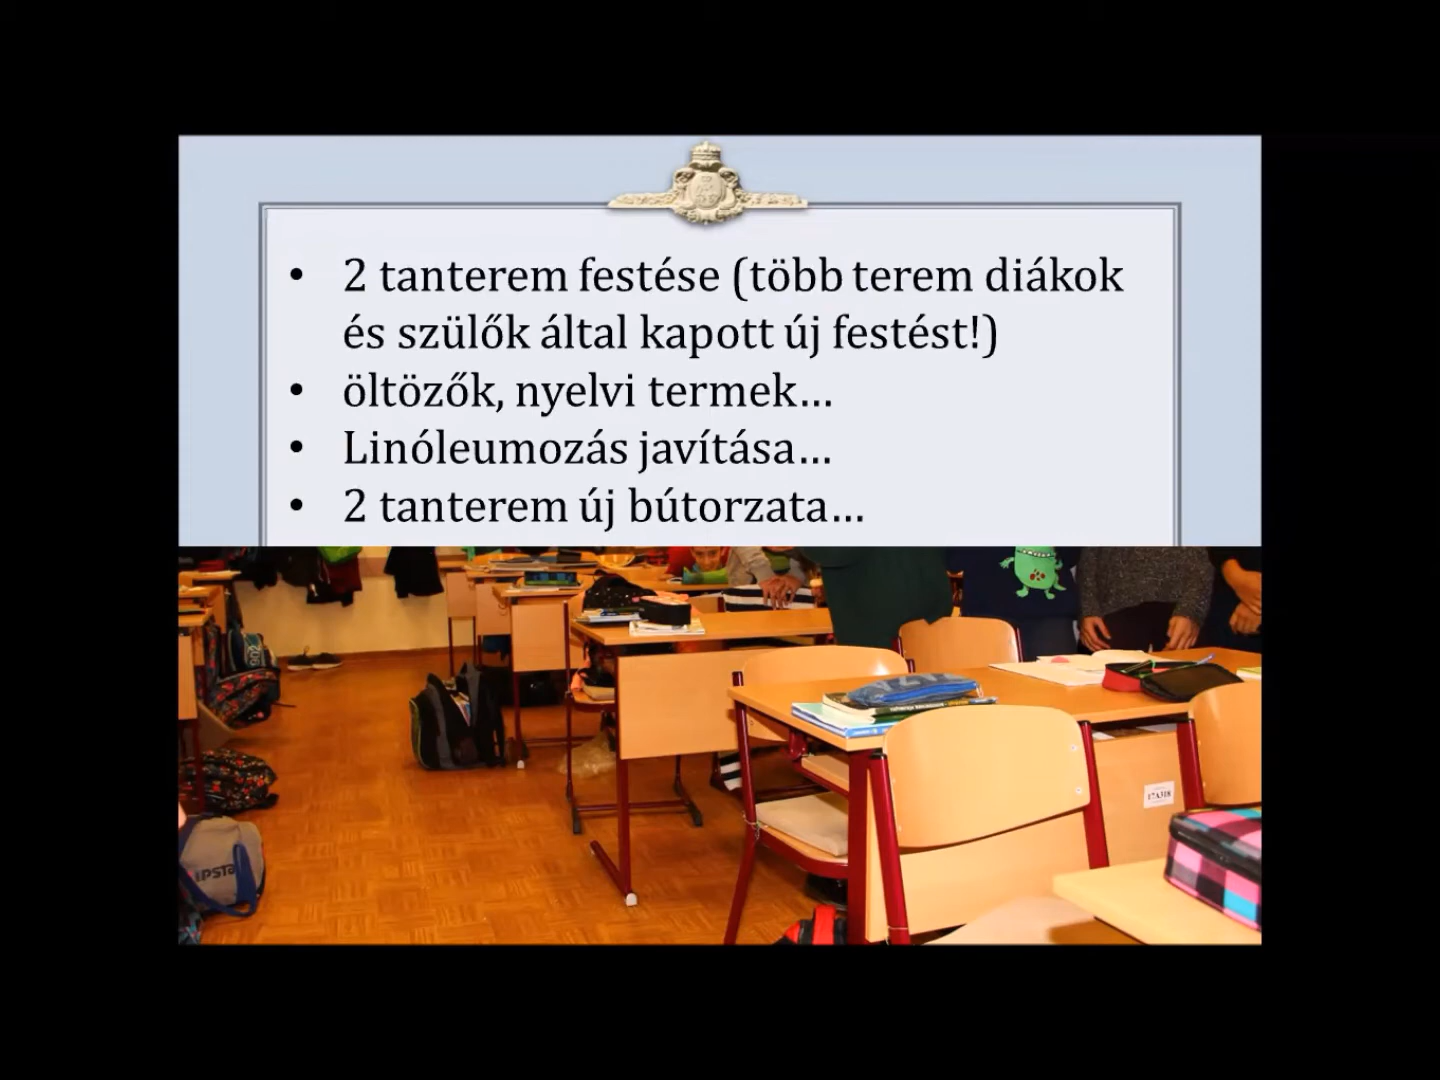 • 2 tanterem festése (több terem diákok
és szülők által kapott új festést!)
• öltözők, nyelvi termek…
• Linóleumozás javítása…
• 2 tanterem új bútorzata…
17A318